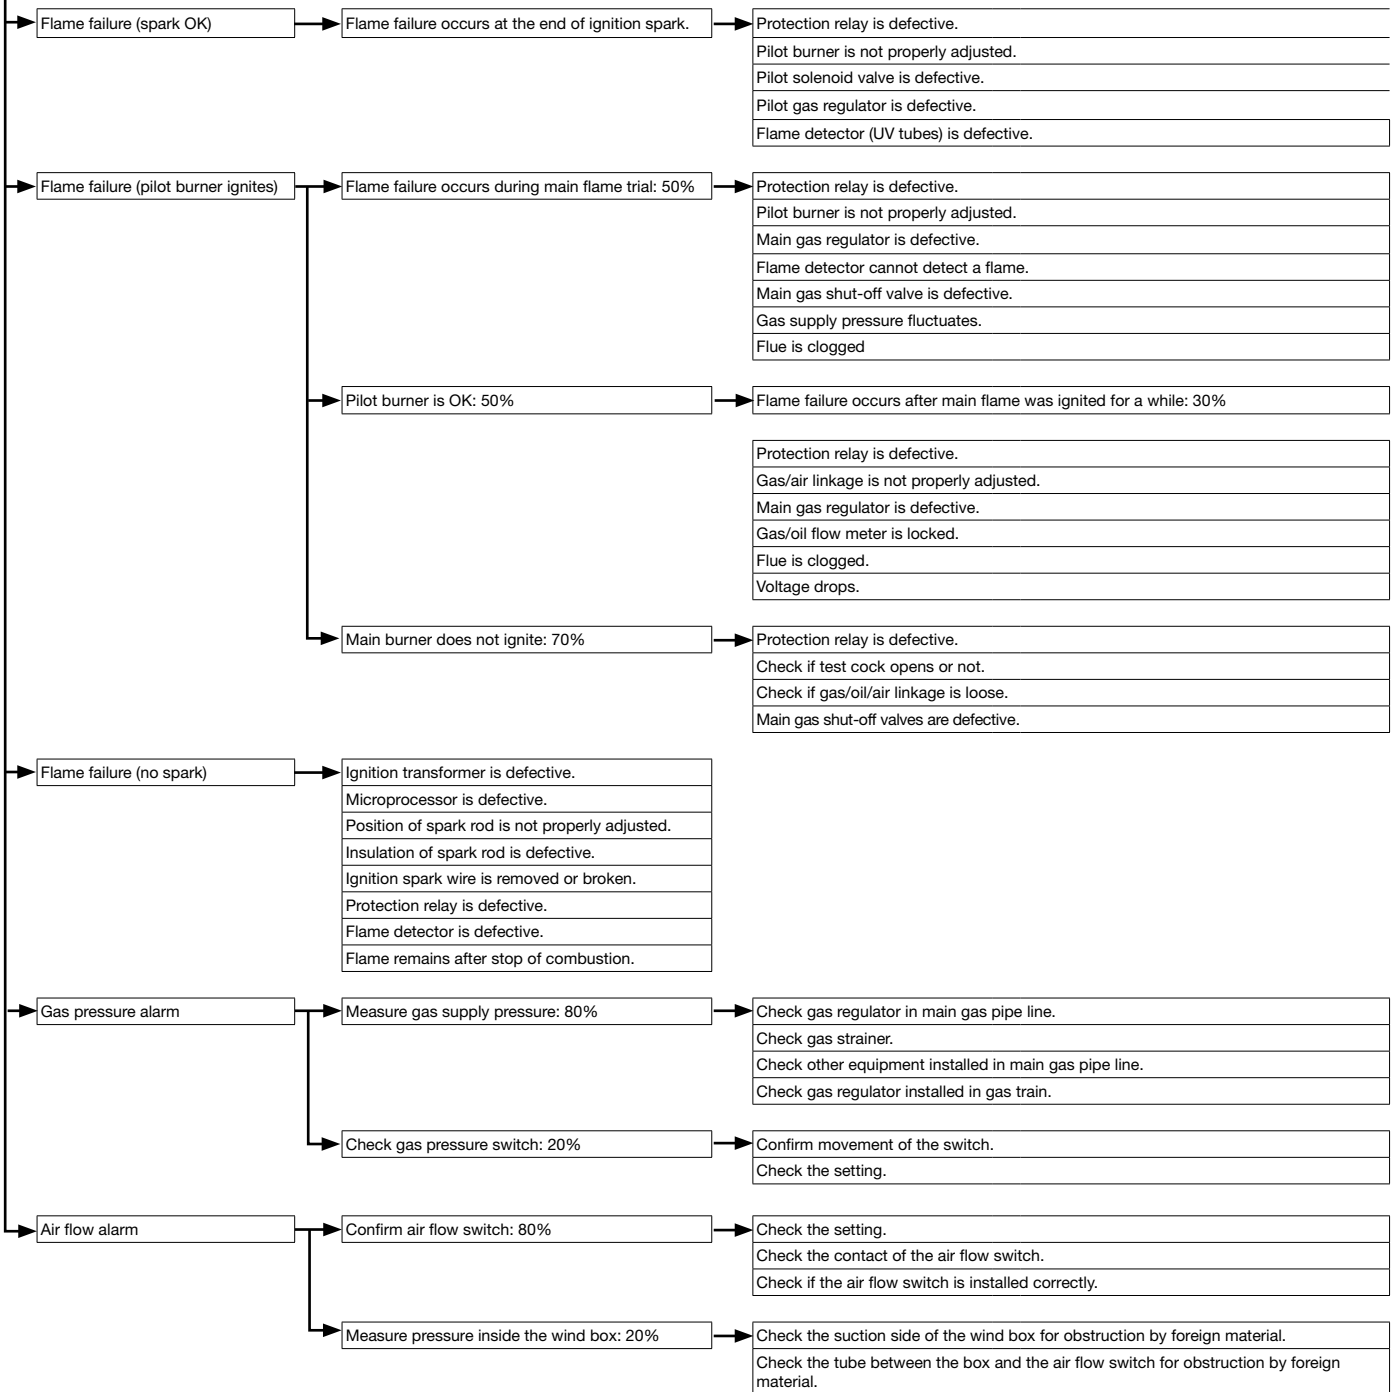 Flame failure (spark OK)
Flame failure occurs at the end of ignition spark.
Protection relay is defective.
Pilot burner is not properly adjusted.
Pilot solenoid valve is defective.
Pilot gas regulator is defective.
Flame detector (UV tubes) is defective.
Flame failure (pilot burner ignites)
Flame failure occurs during main flame trial: 50%
Protection relay is defective.
Pilot burner is not properly adjusted.
Main gas regulator is defective.
Flame detector cannot detect a flame.
Main gas shut-off valve is defective.
Gas supply pressure fluctuates.
Flue is clogged
Pilot burner is OK: 50%
Flame failure occurs after main flame was ignited for a while: 30%
Protection relay is defective.
Gas/air linkage is not properly adjusted.
Main gas regulator is defective.
Gas/oil flow meter is locked.
Flue is clogged.
Voltage drops.
Main burner does not ignite: 70%
Protection relay is defective.
Check if test cock opens or not.
Check if gas/oil/air linkage is loose.
Main gas shut-off valves are defective.
Flame failure (no spark)
Ignition transformer is defective.
Microprocessor is defective.
Position of spark rod is not properly adjusted.
Insulation of spark rod is defective.
Ignition spark wire is removed or broken.
Protection relay is defective.
Flame detector is defective.
Flame remains after stop of combustion.
Gas pressure alarm
Measure gas supply pressure: 80%
Check gas regulator in main gas pipe line.
Check gas strainer.
Check other equipment installed in main gas pipe line.
Check gas regulator installed in gas train.
Check gas pressure switch: 20%
Confirm movement of the switch.
Check the setting.
Air flow alarm
Confirm air flow switch: 80%
Check the setting.
Check the contact of the air flow switch.
Check if the air flow switch is installed correctly.
Measure pressure inside the wind box: 20%
Check the suction side of the wind box for obstruction by foreign material.
Check the tube between the box and the air flow switch for obstruction by foreign
material.